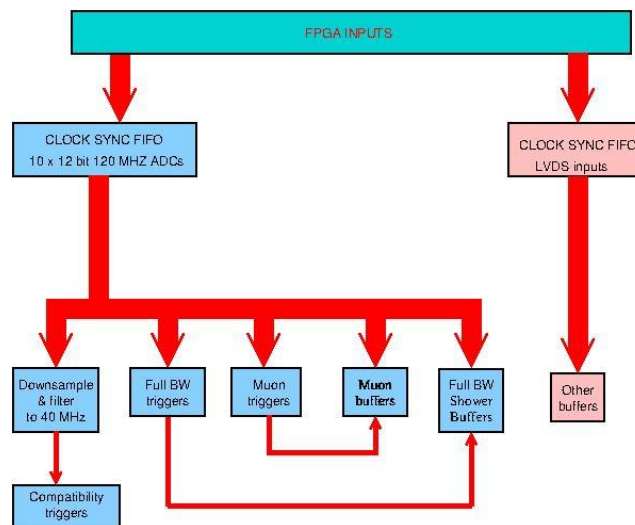 FPGA INPUTS
CLOCK SYNC FIFO
10 x 12 bit 120 MHZ ADCs
CLOCK SYNC FIFO
LVDS inputs
Downsample
& filter
to 40 MHz
Full BW
triggers
Muon
triggers
Muon
buffers
Full BW
Shower
Buffers
Other
buffers
Compatibility
triggers